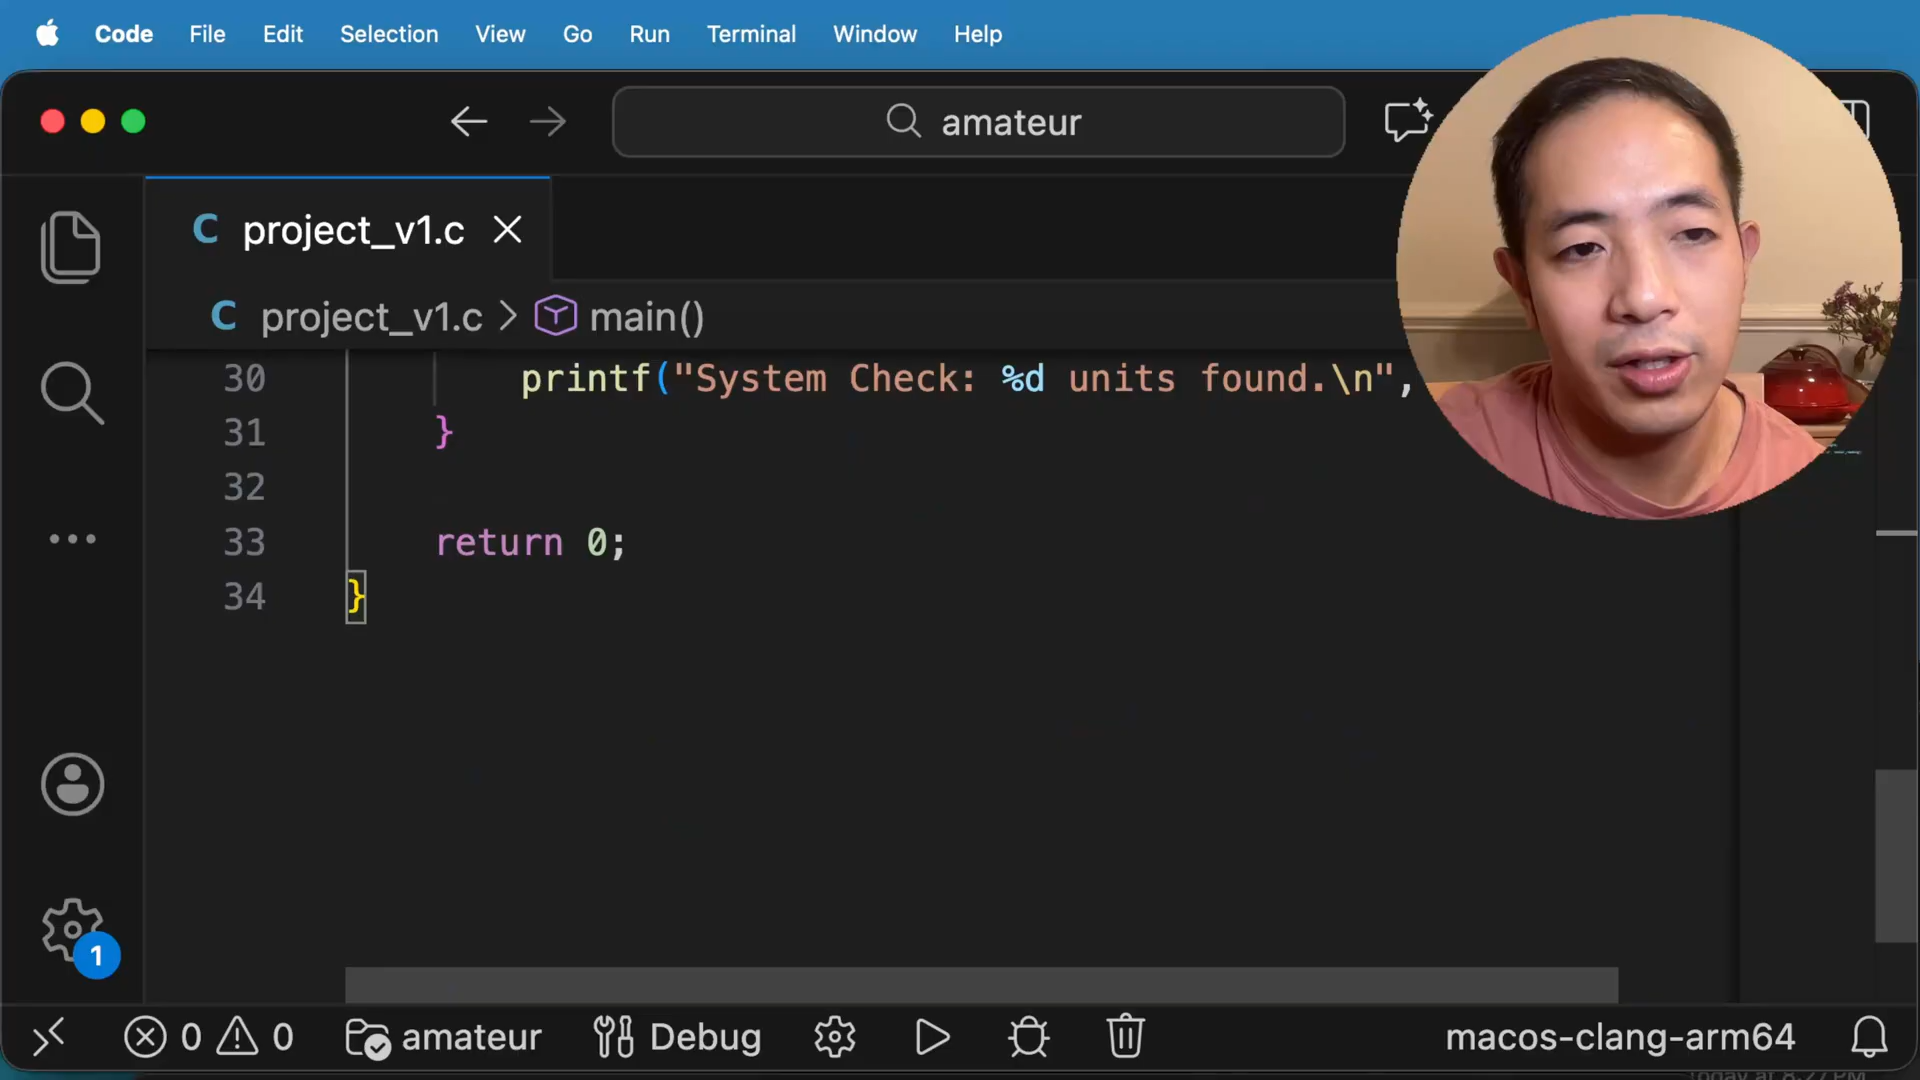 Code File Edit Selection View Go Run Terminal Window Help
amateur
project_v1.c
project_v1.c > main()
30 printf("System Check: %d units found.\n",
31 }
32
33 return 0;
34 }
1
0 0 amateur Debug macos-clang-arm64